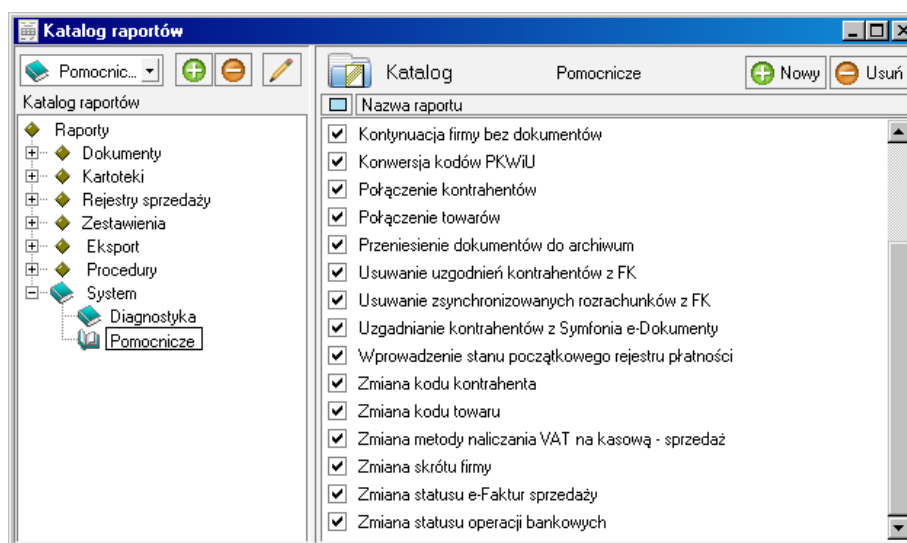 Katalog raportów
Pomocnic...
Katalog raportów
Raporty
Dokumenty
Kartoteki
Rejestry sprzedaży
Zestawienia
Eksport
Procedury
System
Diagnostyka
Pomocnicze
Katalog Pomocnicze Nowy Usuń
Nazwa raportu
Kontynuacja firmy bez dokumentów
Konwersja kodów PKWiU
Połączenie kontrahentów
Połączenie towarów
Przeniesienie dokumentów do archiwum
Usuwanie uzgodnień kontrahentów z FK
Usuwanie zsynchronizowanych rozrachunków z FK
Uzgadnianie kontrahentów z Symfonia e-Dokumenty
Wprowadzenie stanu początkowego rejestru płatności
Zmiana kodu kontrahenta
Zmiana kodu towaru
Zmiana metody naliczania VAT na kasową - sprzedaż
Zmiana skrótu firmy
Zmiana statusu e-Faktur sprzedaży
Zmiana statusu operacji bankowych